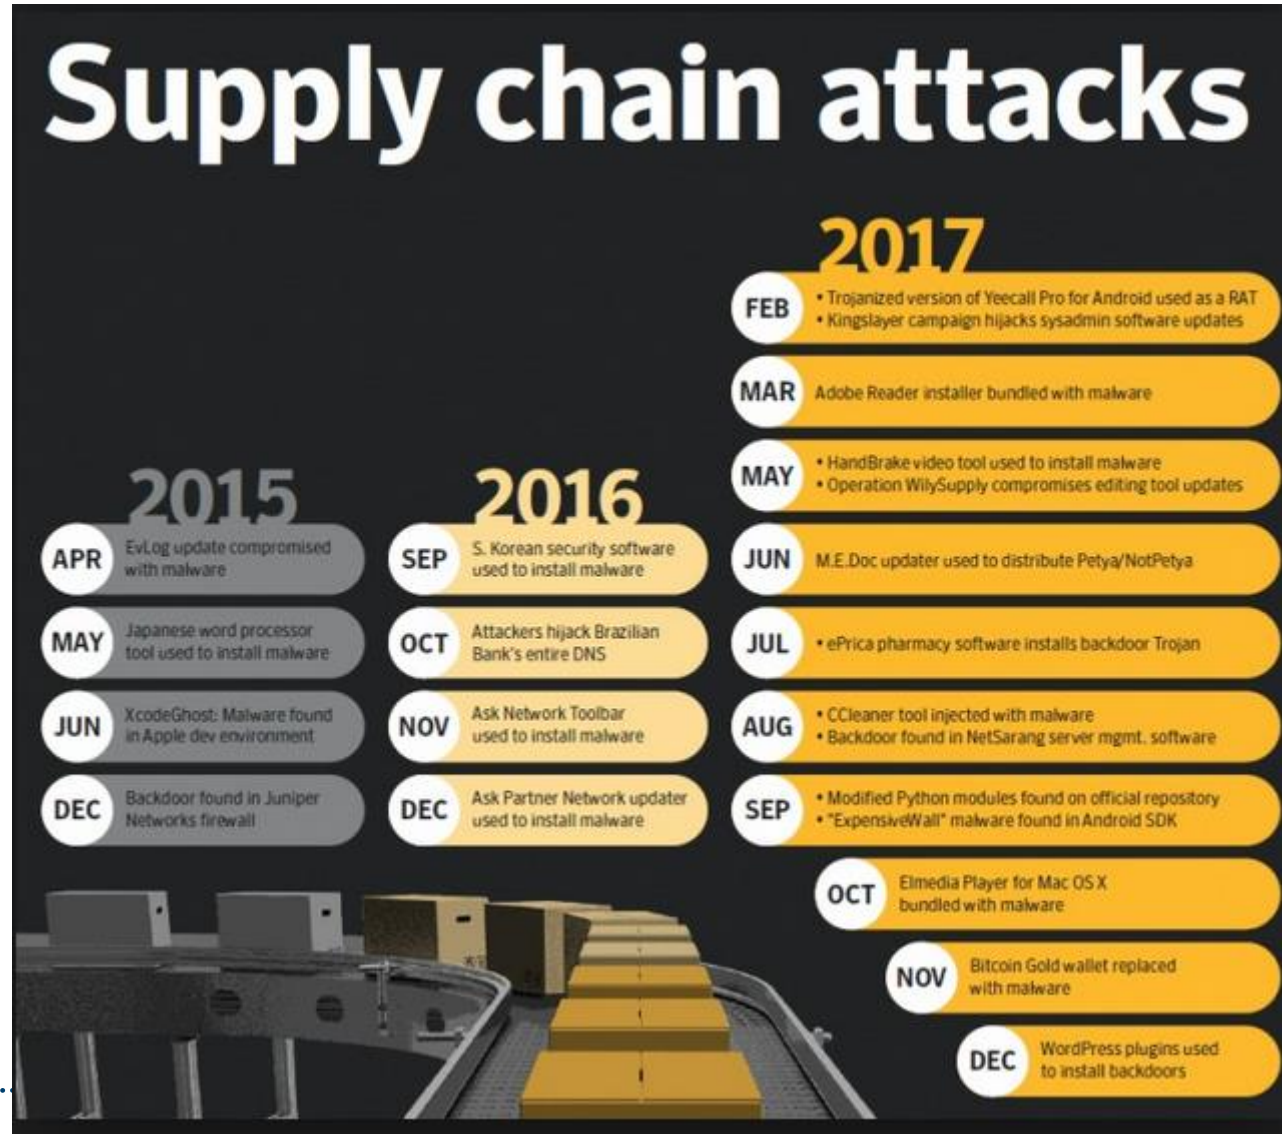 Supply chain attacks
2015
APR
EvLog update compromised
with malware
MAY
Japanese word processor
tool used to install malware
JUN
XcodeGhost: Malware found
in Apple dev environment
DEC
Backdoor found in Juniper
Networks firewall
2016
SEP
S. Korean security software
used to install malware
OCT
Attackers hijack Brazilian
Bank's entire DNS
NOV
Ask Network Toolbar
used to install malware
DEC
Ask Partner Network updater
used to install malware
2017
FEB
• Trojanized version of Yeecall Pro for Android used as a RAT
• Kingslayer campaign hijacks sysadmin software updates
MAR
Adobe Reader installer bundled with malware
MAY
• HandBrake video tool used to install malware
• Operation WilySupply compromises editing tool updates
JUN
M.E.Doc updater used to distribute Petya/NotPetya
JUL
• ePrica pharmacy software installs backdoor Trojan
AUG
• CCleaner tool injected with malware
• Backdoor found in NetSarang server mgmt. software
SEP
• Modified Python modules found on official repository
• "ExpensiveWall" malware found in Android SDK
OCT
Elmedia Player for Mac OS X
bundled with malware
NOV
Bitcoin Gold wallet replaced
with malware
DEC
WordPress plugins used
to install backdoors